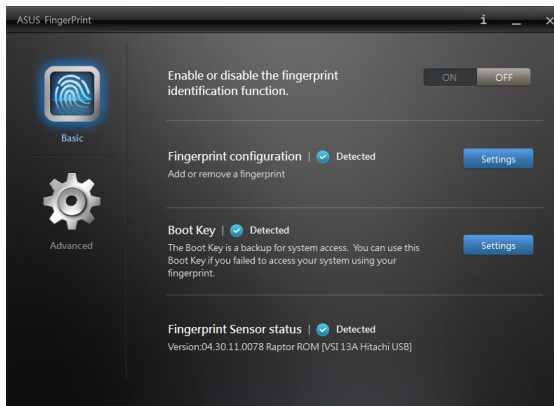 ASUS FingerPrint
i
Enable or disable the fingerprint
identification function.
ON OFF
Basic
Fingerprint configuration | Detected
Add or remove a fingerprint
Settings
Advanced
Boot Key | Detected
The Boot Key is a backup for system access. You can use this
Boot Key if you failed to access your system using your
fingerprint.
Settings
Fingerprint Sensor status | Detected
Version:04.30.11.0078 Raptor ROM [VSI 13A Hitachi USB]